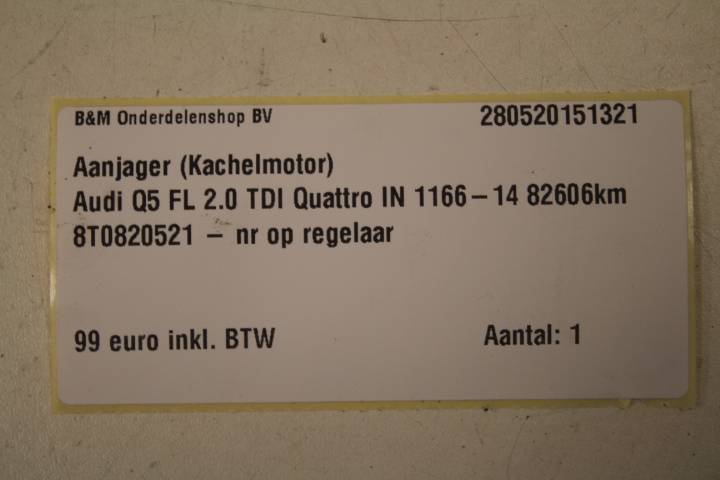 B&M Onderdelenshop BV 280520151321
Aanjager (Kachelmotor)
Audi Q5 FL 2.0 TDI Quattro IN 1166-14 82606km
8T0820521 - nr op regelaar
99 euro inkl. BTW Aantal: 1